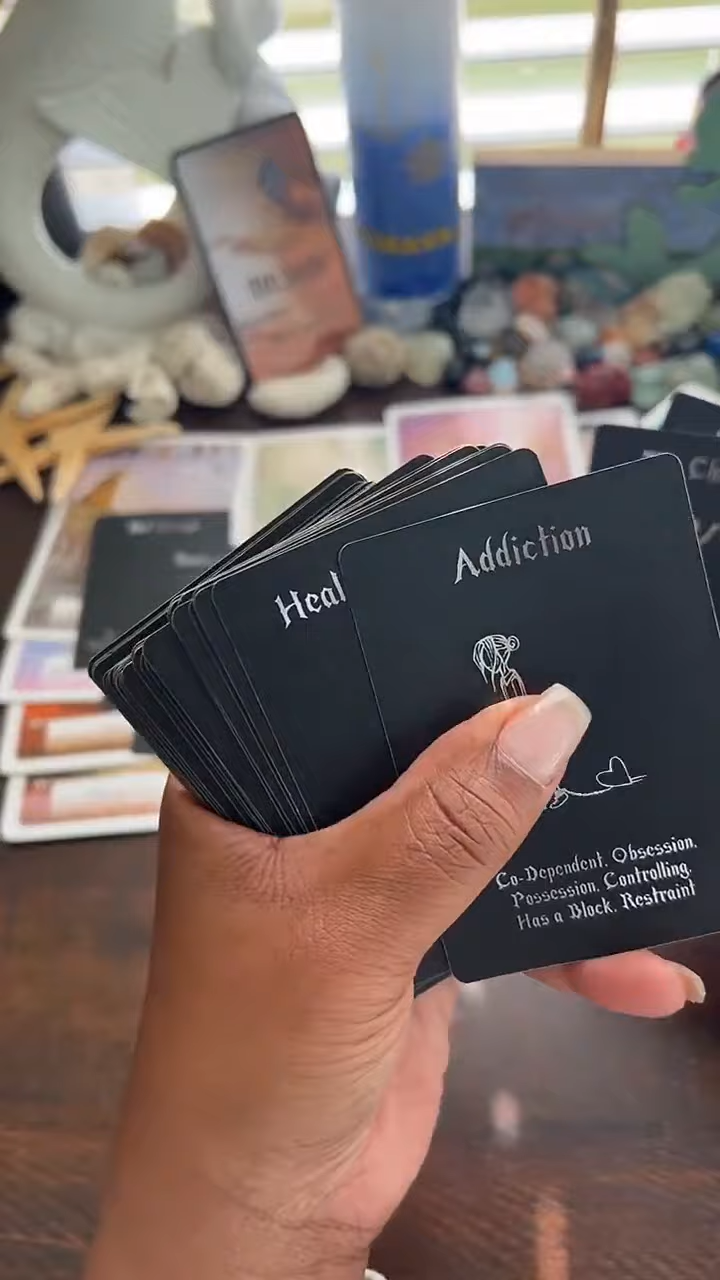 Addiction
Heal
Co-Dependent, Obsession,
Possession, Controlling,
Has a Block, Restraint